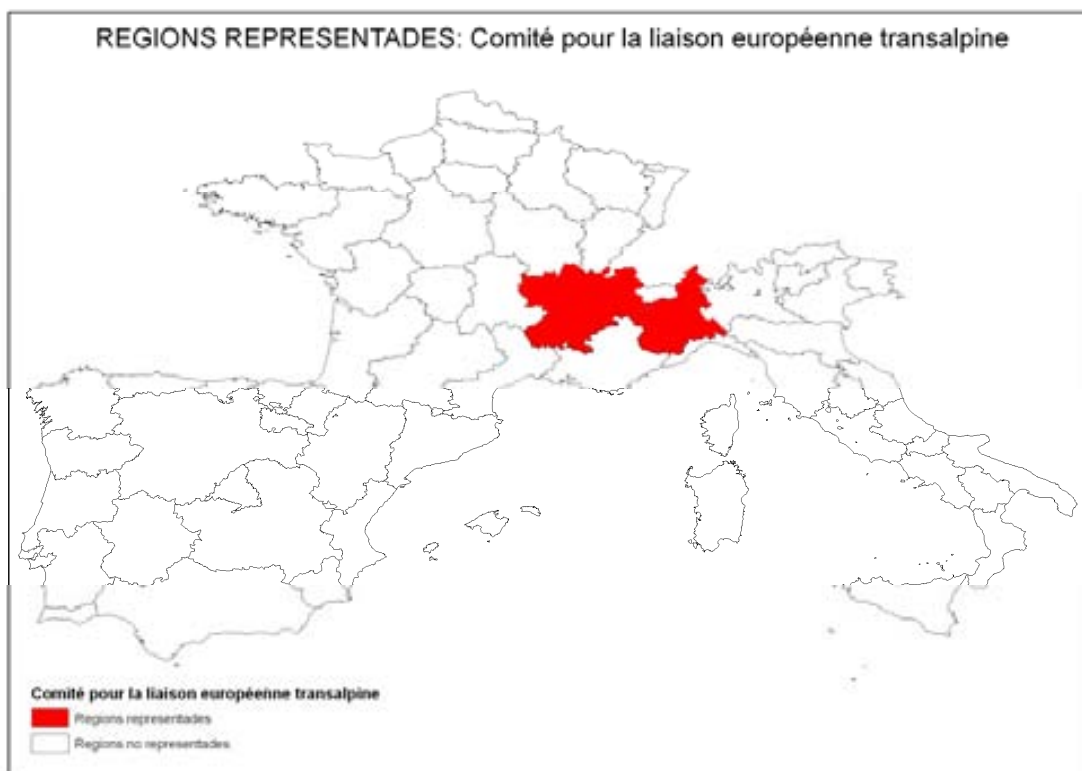 REGIONS REPRESENTADES: Comité pour la liaison européenne transalpine
Comité pour la liaison européenne transalpine
Regions representades
Regions no representades